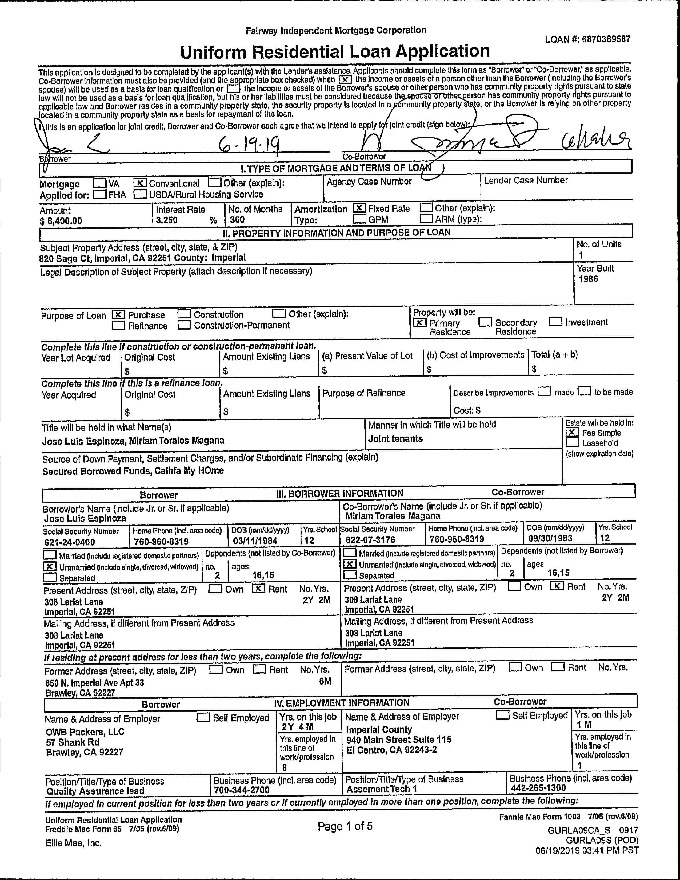 Fairway Independent Mortgage Corporation
LOAN #: 6870369587
Uniform Residential Loan Application
This application is designed to be completed by the applicant(s) with the Lender's assistance. Applicants should complete this form as "Borrower" or "Co-Borrower," as applicable.
Co-Borrower information must also be provided (and the appropriate box checked) when [X] the income or assets of a person other than the Borrower (including the Borrower's
spouse) will be used as a basis for loan qualification or [ ] the income or assets of the Borrower's spouse or other person who has community property rights pursuant to state
law will not be used as a basis for loan qualification, but his or her liabilities must be considered because the spouse or other person has community property rights pursuant to
applicable law and Borrower resides in a community property state, the security property is located in a community property state, or the Borrower is relying on other property
located in a community property state as a basis for repayment of the loan.
If this is an application for joint credit, Borrower and Co-Borrower each agree that we intend to apply for joint credit (sign below):
6-19-19
Borrower Co-Borrower
I. TYPE OF MORTGAGE AND TERMS OF LOAN
Mortgage [ ] VA [X] Conventional [ ] Other (explain): Agency Case Number Lender Case Number
Applied for: [ ] FHA [ ] USDA/Rural Housing Service
Amount Interest Rate No. of Months Amortization [X] Fixed Rate [ ] Other (explain):
$ 8,400.00 3.250 % 360 Type: [ ] GPM [ ] ARM (type):
II. PROPERTY INFORMATION AND PURPOSE OF LOAN
Subject Property Address (street, city, state, & ZIP) No. of Units
820 Sage Ct, Imperial, CA 92251 County: Imperial 1
Legal Description of Subject Property (attach description if necessary) Year Built
1986
Purpose of Loan [X] Purchase [ ] Construction [ ] Other (explain): Property will be:
[ ] Refinance [ ] Construction-Permanent [X] Primary Residence [ ] Secondary Residence [ ] Investment
Complete this line if construction or construction-permanent loan.
Year Lot Acquired Original Cost Amount Existing Liens (a) Present Value of Lot (b) Cost of Improvements Total (a + b)
$ $ $ $ $
Complete this line if this is a refinance loan.
Year Acquired Original Cost Amount Existing Liens Purpose of Refinance Describe Improvements [ ] made [ ] to be made
$ $ Cost: $
Title will be held in what Name(s) Manner in which Title will be held Estate will be held in:
Jose Luis Espinoza, Miriam Torales Magana Joint tenants [X] Fee Simple
[ ] Leasehold
Source of Down Payment, Settlement Charges, and/or Subordinate Financing (explain) (show expiration date)
Secured Borrowed Funds, Calhfa My HOme
Borrower III. BORROWER INFORMATION Co-Borrower
Borrower's Name (include Jr. or Sr. if applicable) Co-Borrower's Name (include Jr. or Sr. if applicable)
Jose Luis Espinoza Miriam Torales Magana
Social Security Number Home Phone (incl. area code) DOB (mm/dd/yyyy) Yrs. School Social Security Number Home Phone (incl. area code) DOB (mm/dd/yyyy) Yrs. School
621-24-0400 760-960-8319 03/11/1984 12 622-07-3176 760-960-8319 09/30/1983 12
[ ] Married (include registered domestic partners) Dependents (not listed by Co-Borrower) [ ] Married (include registered domestic partners) Dependents (not listed by Borrower)
[X] Unmarried (include single, divorced, widowed) no. ages [X] Unmarried (include single, divorced, widowed) no. ages
[ ] Separated 2 16,15 [ ] Separated 2 16,15
Present Address (street, city, state, ZIP) [ ] Own [X] Rent No. Yrs. Present Address (street, city, state, ZIP) [ ] Own [X] Rent No. Yrs.
308 Lariat Lane 2Y 2M 308 Lariat Lane 2Y 2M
Imperial, CA 92251 Imperial, CA 92251
Mailing Address, if different from Present Address Mailing Address, if different from Present Address
308 Lariat Lane 308 Lariat Lane
Imperial, CA 92251 Imperial, CA 92251
If residing at present address for less than two years, complete the following:
Former Address (street, city, state, ZIP) [ ] Own [ ] Rent No. Yrs. Former Address (street, city, state, ZIP) [ ] Own [ ] Rent No. Yrs.
650 N. Imperial Ave Apt 33 6M
Brawley, CA 92227
Borrower IV. EMPLOYMENT INFORMATION Co-Borrower
Name & Address of Employer [ ] Self Employed Yrs. on this job Name & Address of Employer [ ] Self Employed Yrs. on this job
OWB Packers, LLC 2Y 4M Imperial County 1 M
57 Shank Rd Yrs. employed in this line of work/profession 940 Main Street Suite 115 Yrs. employed in this line of work/profession
Brawley, CA 92227 8 El Centro, CA 92243-2 1
Position/Title/Type of Business Business Phone (incl. area code) Position/Title/Type of Business Business Phone (incl. area code)
Quality Assurance lead 709-344-2700 Assement Tech 1 442-265-1300
If employed in current position for less than two years or if currently employed in more than one position, complete the following:
Uniform Residential Loan Application Fannie Mae Form 1003 7/05 (rev.6/09)
Freddie Mac Form 65 7/05 (rev.6/09) Page 1 of 5 GURLA09CA_S 0917
Ellie Mae, Inc. GURLA09S (POD)
06/19/2019 03:41 PM PST